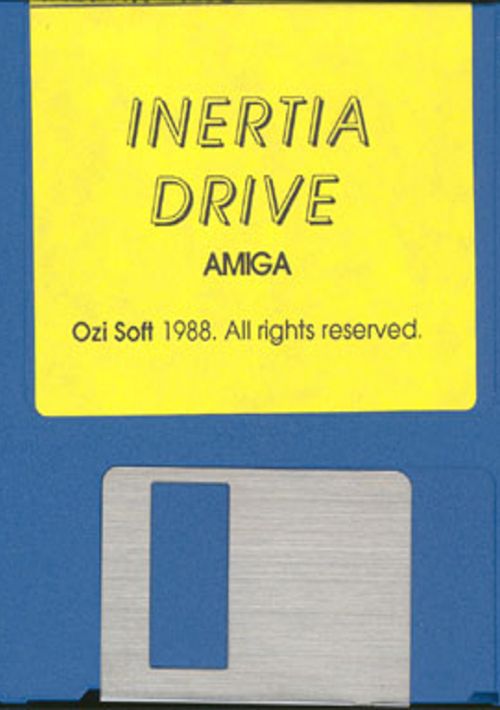 INERTIA
DRIVE
AMIGA
Ozi Soft 1988. All rights reserved.